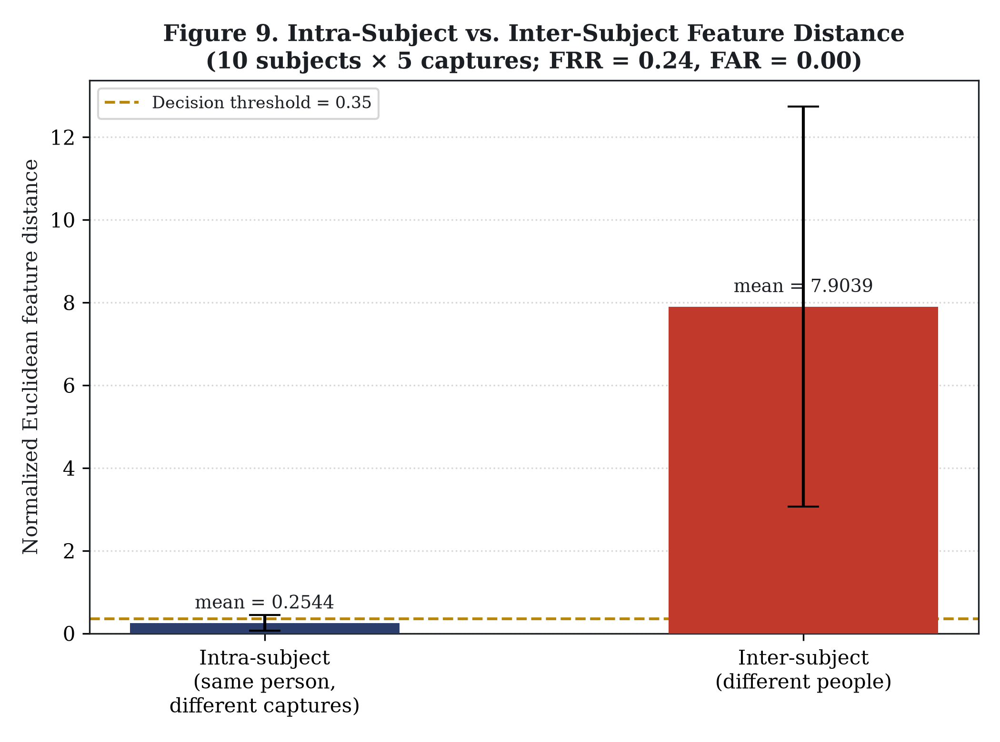 Figure 9. Intra-Subject vs. Inter-Subject Feature Distance
(10 subjects × 5 captures; FRR = 0.24, FAR = 0.00)
Decision threshold = 0.35
Normalized Euclidean feature distance
12
10
8
6
4
2
0
mean = 7.9039
mean = 0.2544
Intra-subject
(same person,
different captures)
Inter-subject
(different people)